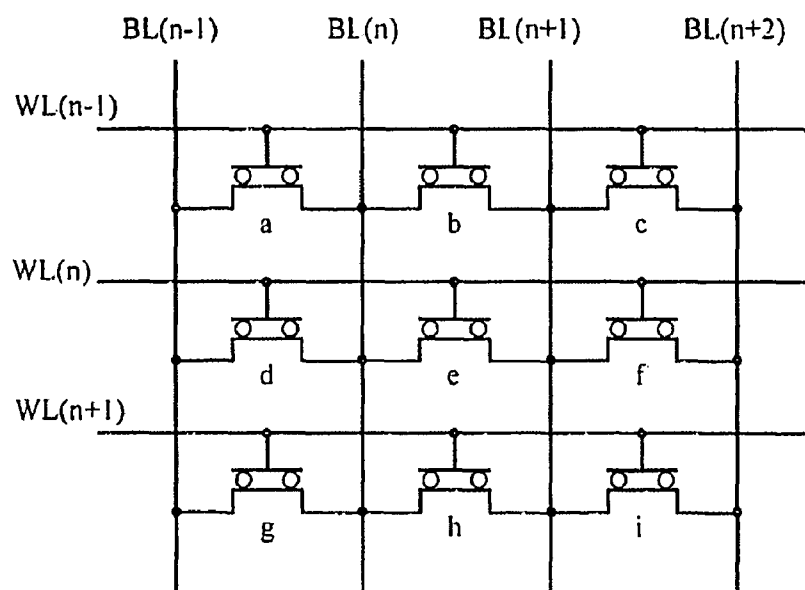 BL(n-1) BL(n) BL(n+1) BL(n+2)
WL(n-1)
a b c
WL(n)
d e f
WL(n+1)
g h i